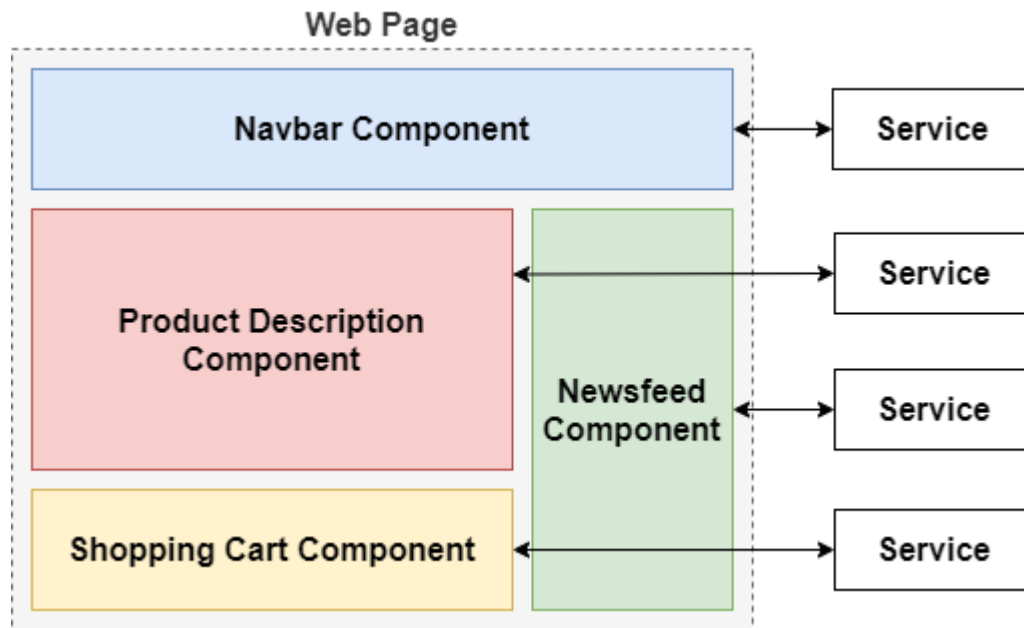 Web Page
Navbar Component
Service
Product Description
Component
Service
Newsfeed
Component
Service
Shopping Cart Component
Service